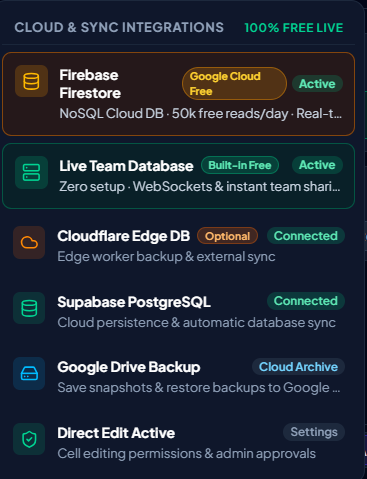 CLOUD & SYNC INTEGRATIONS 100% FREE LIVE
Firebase
Firestore
Google Cloud
Free
Active
NoSQL Cloud DB · 50k free reads/day · Real-t...
Live Team Database Built-in Free Active
Zero setup · WebSockets & instant team shari...
Cloudflare Edge DB Optional Connected
Edge worker backup & external sync
Supabase PostgreSQL Connected
Cloud persistence & automatic database sync
Google Drive Backup Cloud Archive
Save snapshots & restore backups to Google ...
Direct Edit Active Settings
Cell editing permissions & admin approvals